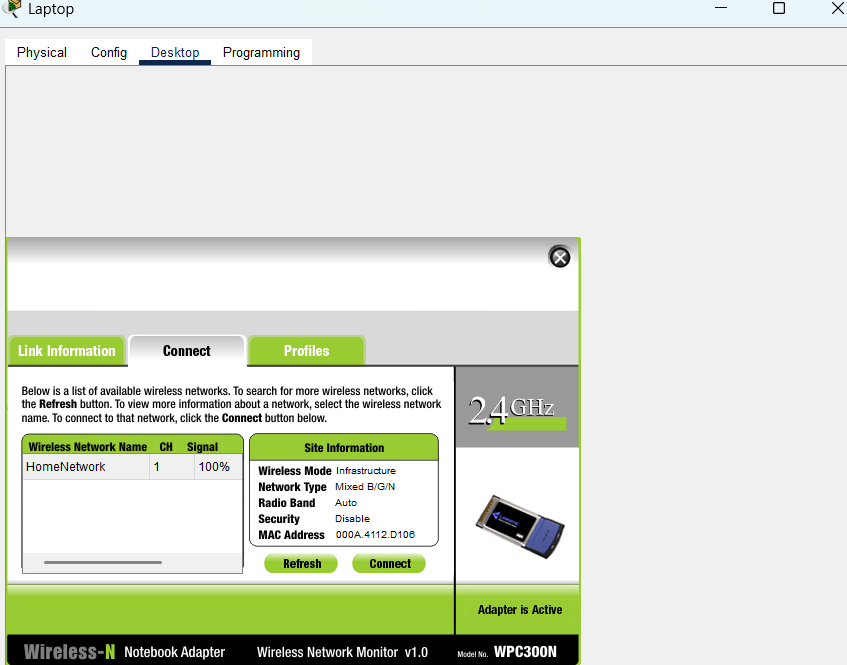 Laptop
Physical Config Desktop Programming
Link Information Connect Profiles
Below is a list of available wireless networks. To search for more wireless networks, click
the Refresh button. To view more information about a network, select the wireless network
name. To connect to that network, click the Connect button below.
2.4GHz
Wireless Network Name CH Signal
HomeNetwork 1 100%
Site Information
Wireless Mode Infrastructure
Network Type Mixed B/G/N
Radio Band Auto
Security Disable
MAC Address 000A.4112.D106
Refresh Connect
Adapter is Active
Wireless-N Notebook Adapter Wireless Network Monitor v1.0 Model No. WPC300N